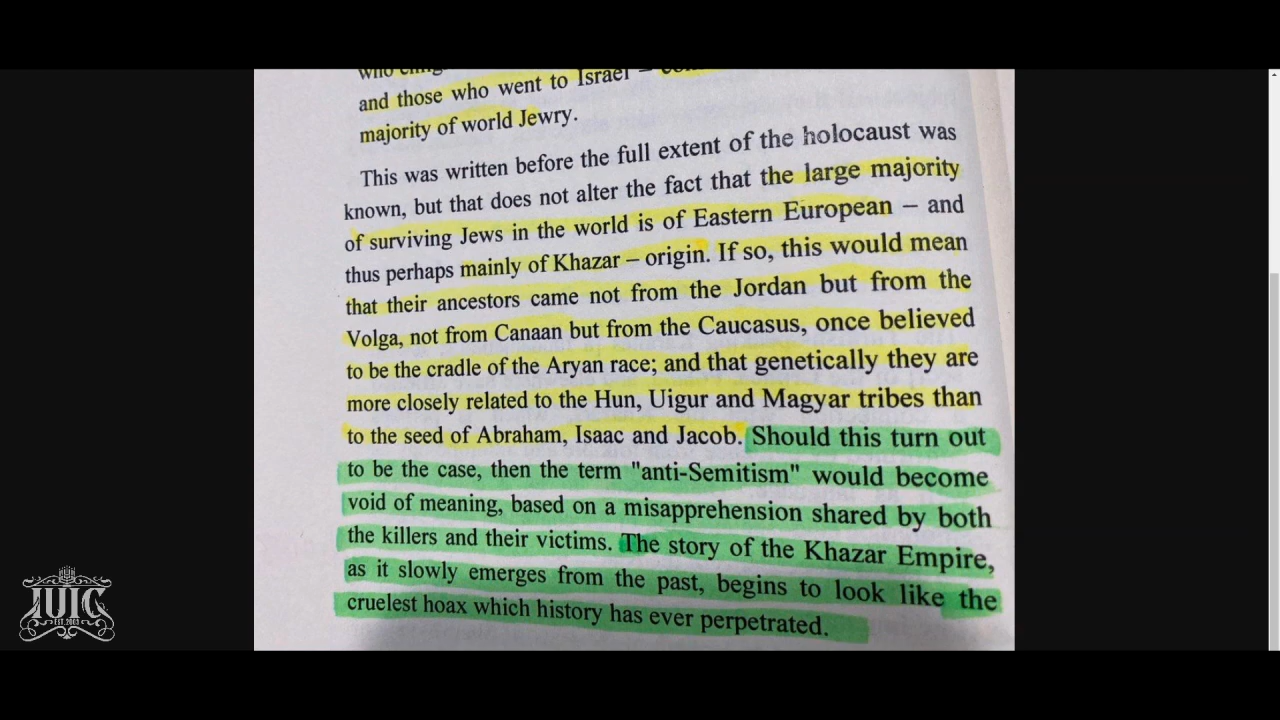 and those who went to Israel –
majority of world Jewry.
This was written before the full extent of the holocaust was
known, but that does not alter the fact that the large majority
of surviving Jews in the world is of Eastern European – and
thus perhaps mainly of Khazar – origin. If so, this would mean
that their ancestors came not from the Jordan but from the
Volga, not from Canaan but from the Caucasus, once believed
to be the cradle of the Aryan race; and that genetically they are
more closely related to the Hun, Uigur and Magyar tribes than
to the seed of Abraham, Isaac and Jacob. Should this turn out
to be the case, then the term "anti-Semitism" would become
void of meaning, based on a misapprehension shared by both
the killers and their victims. The story of the Khazar Empire,
as it slowly emerges from the past, begins to look like the
cruelest hoax which history has ever perpetrated.
IUIC
EST. 2003